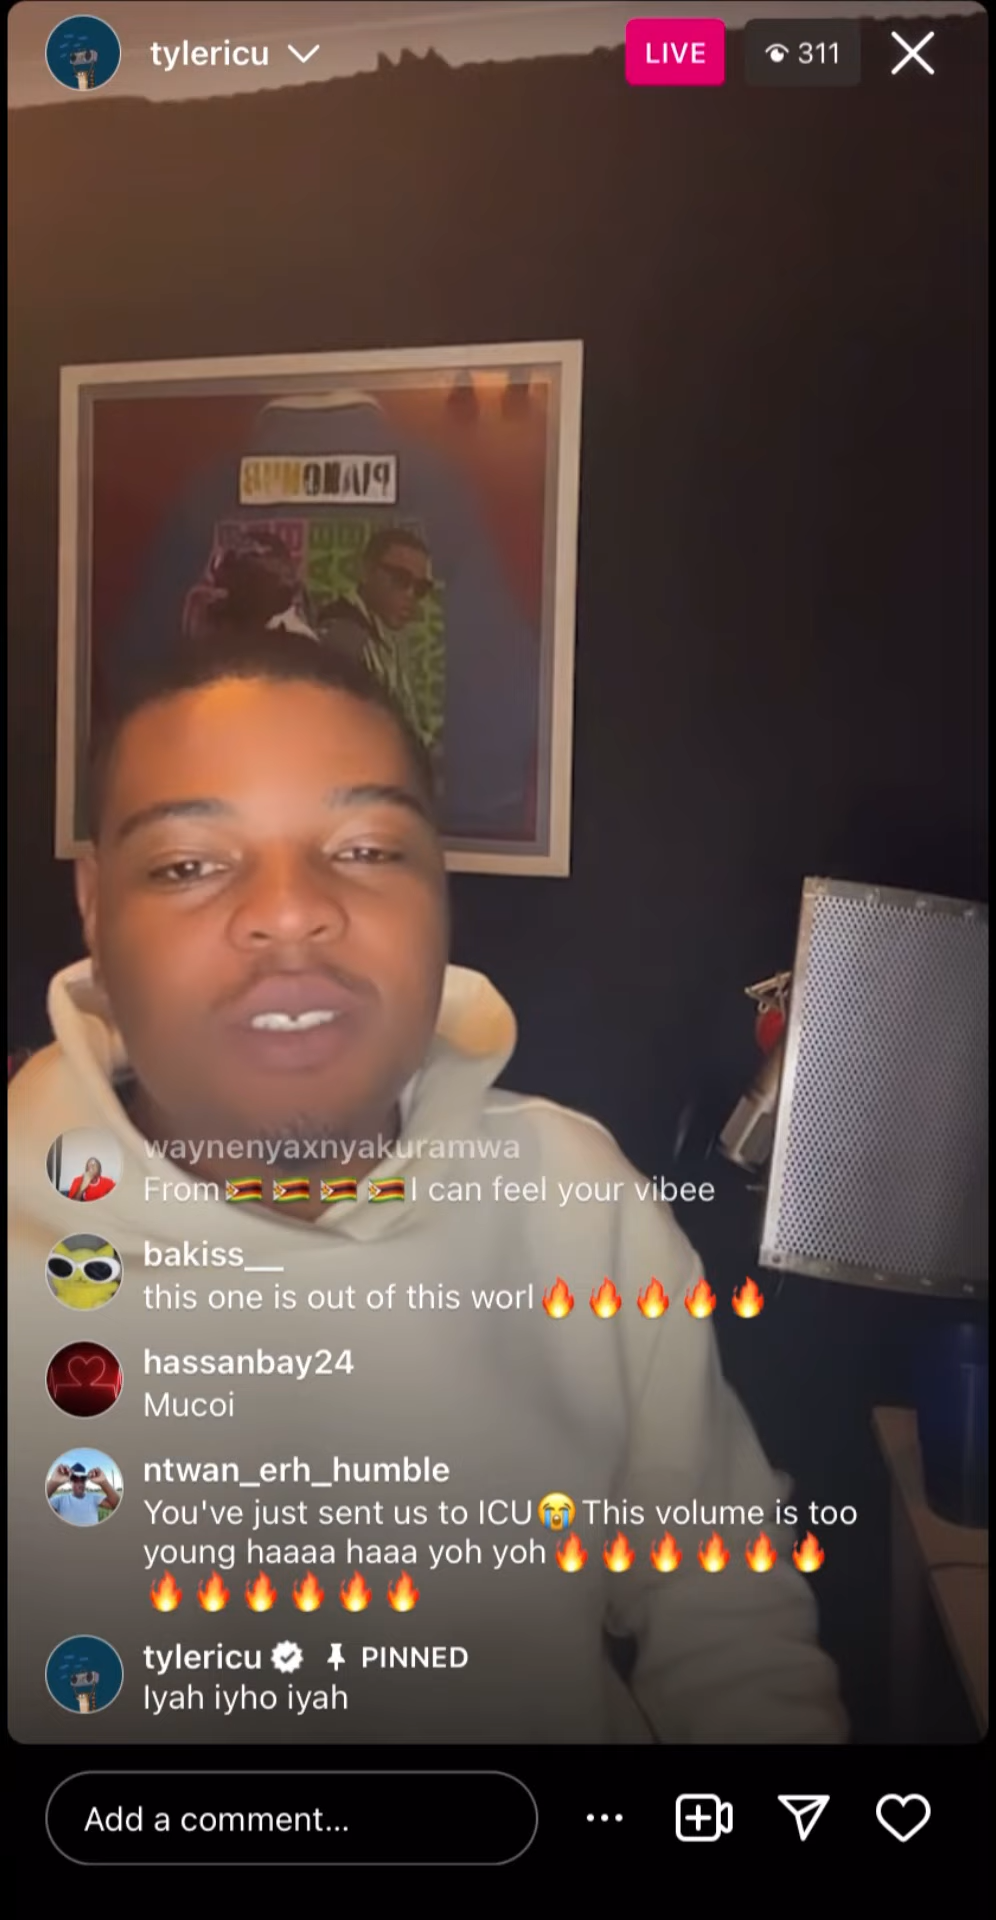 tylericu
LIVE
311
PIANOHUB
waynenyaxnyakuramwa
From🇿🇼🇿🇼🇿🇼🇿🇼I can feel your vibee
bakiss__
this one is out of this worl🔥🔥🔥🔥🔥
hassanbay24
Mucoi
ntwan_erh_humble
You've just sent us to ICU😭This volume is too
young haaaa haaa yoh yoh🔥🔥🔥🔥🔥🔥
🔥🔥🔥🔥🔥🔥
tylericu PINNED
Iyah iyho iyah
Add a comment...